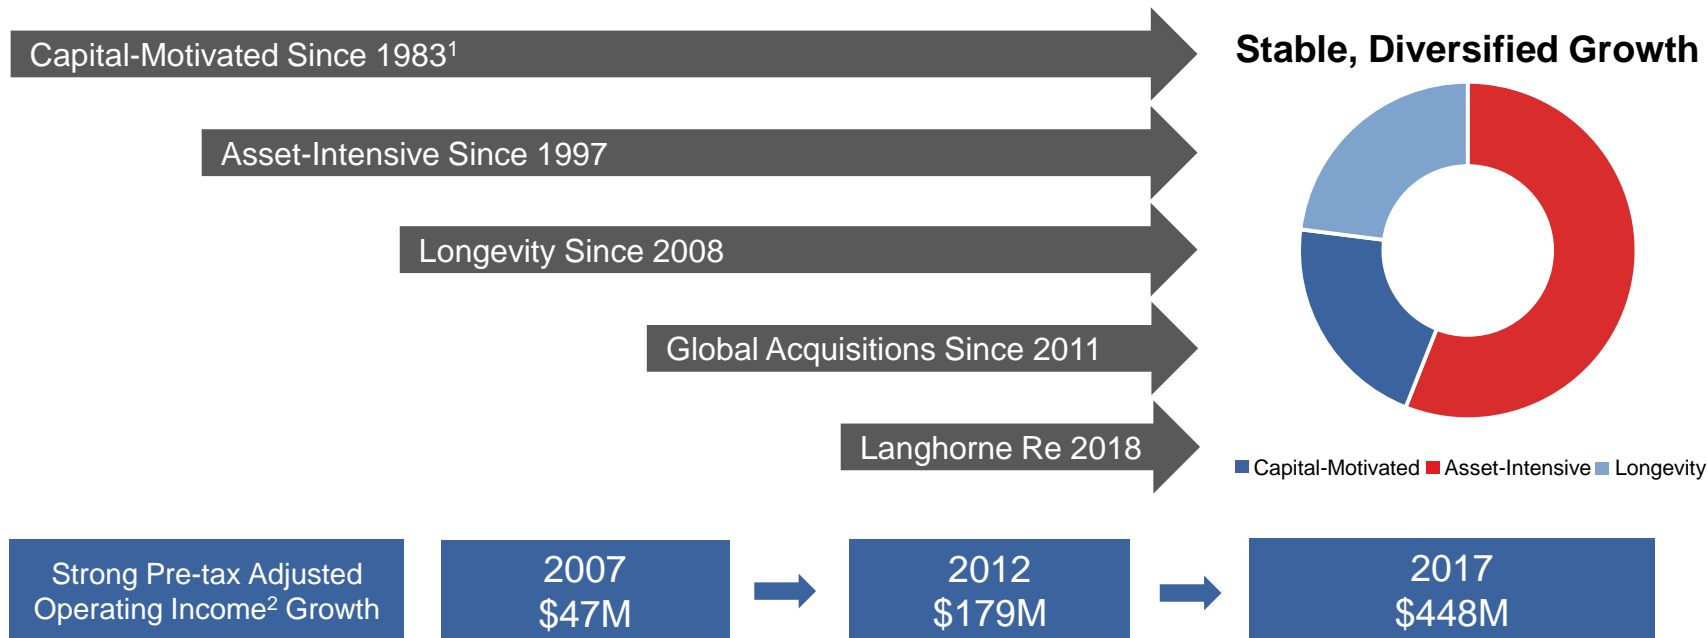 Capital-Motivated Since 1983¹
Stable, Diversified Growth
Asset-Intensive Since 1997
Longevity Since 2008
Global Acquisitions Since 2011
Langhorne Re 2018
Capital-Motivated Asset-Intensive Longevity
Strong Pre-tax Adjusted
Operating Income² Growth
2007
$47M
2012
$179M
2017
$448M